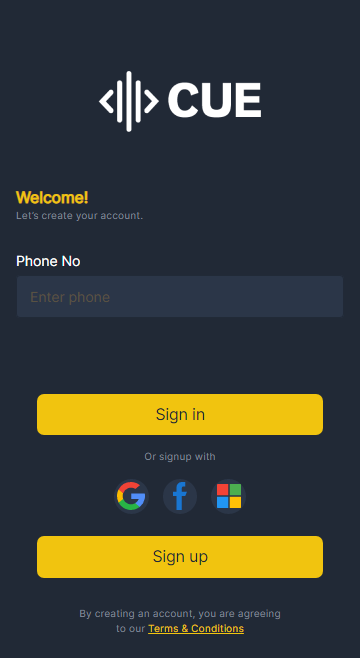 CUE
Welcome!
Let's create your account.
Phone No
Enter phone
Sign in
Or signup with
Sign up
By creating an account, you are agreeing
to our Terms & Conditions